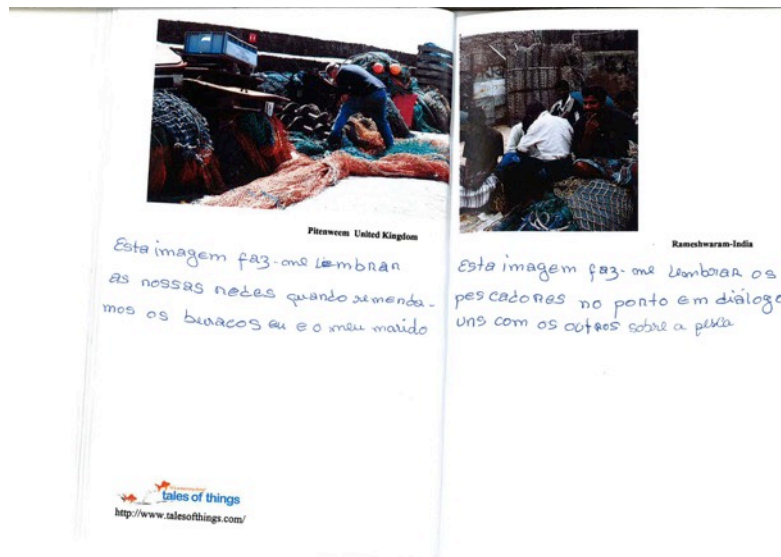 Pitenweem United Kingdom
Esta imagem faz-me lembrar
as nossas redes quando remenda-
mos os buracos eu e o meu marido
tales of things
http://www.talesofthings.com/
Rameshwaram-India
Esta imagem faz-me lembrar os
pescadores no porto em diálogo
uns com os outros sobre a pesca